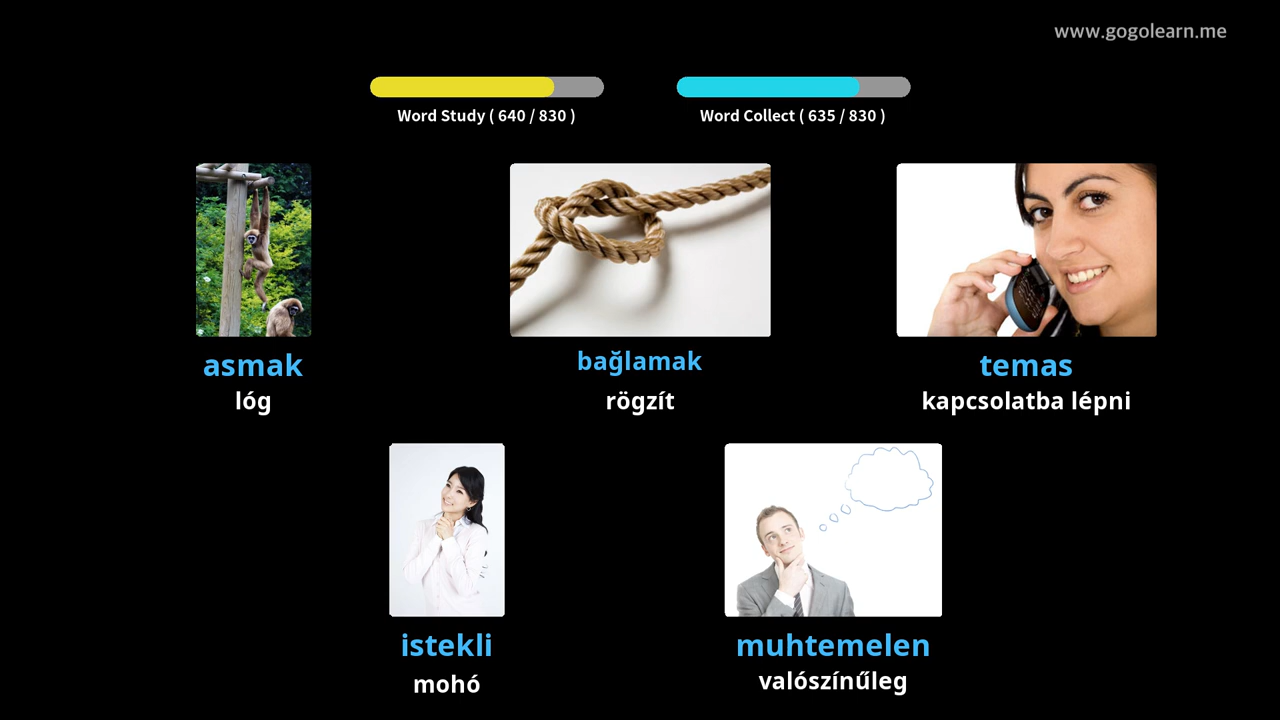 www.gogolearn.me
Word Study ( 640 / 830 )
Word Collect ( 635 / 830 )
asmak
lóg
bağlamak
rögzít
temas
kapcsolatba lépni
istekli
mohó
muhtemelen
valószínűleg